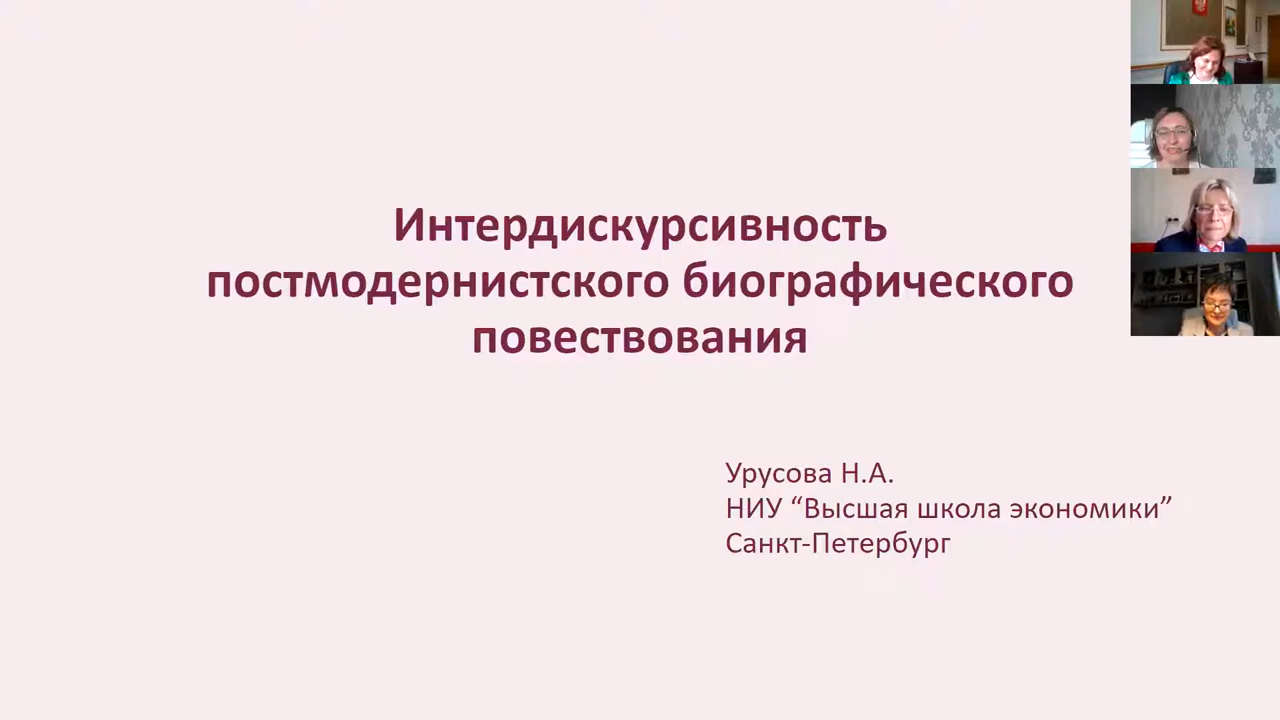 Интердискурсивность
постмодернистского биографического
повествования
Урусова Н.А.
НИУ “Высшая школа экономики”
Санкт-Петербург